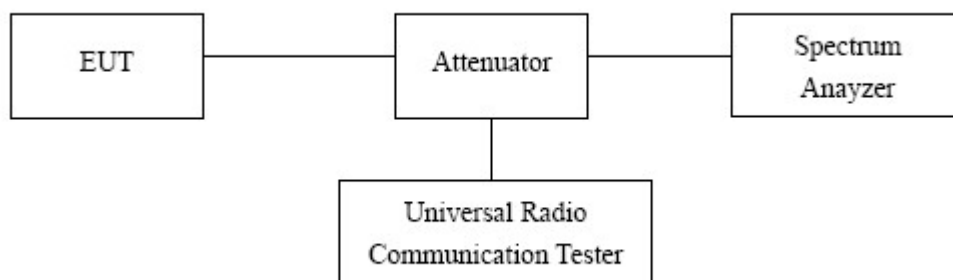 EUT
Attenuator
Spectrum
Anayzer
Universal Radio
Communication Tester